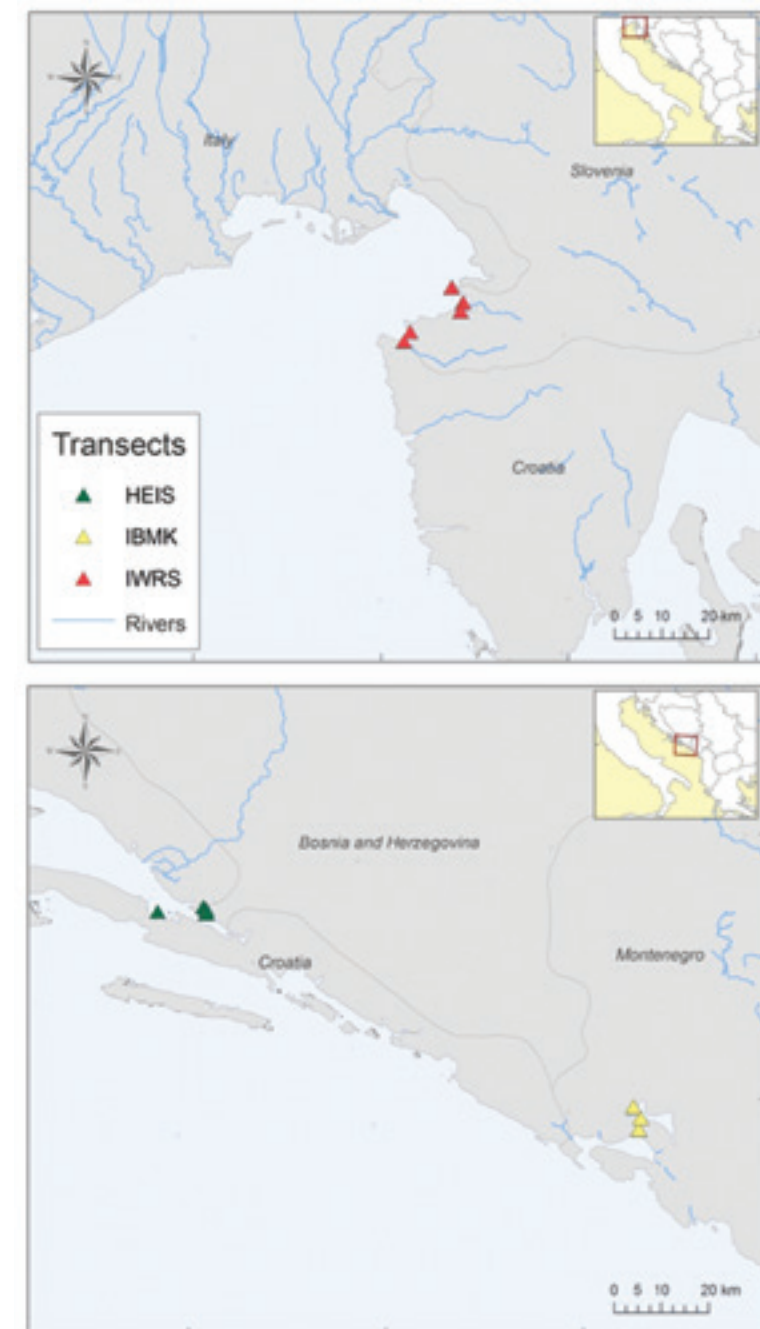 Italy
Slovenia
Croatia
Transects
HEIS
IBMK
IWRS
Rivers
0 5 10 20 km
Bosnia and Herzegovina
Croatia
Montenegro
0 5 10 20 km